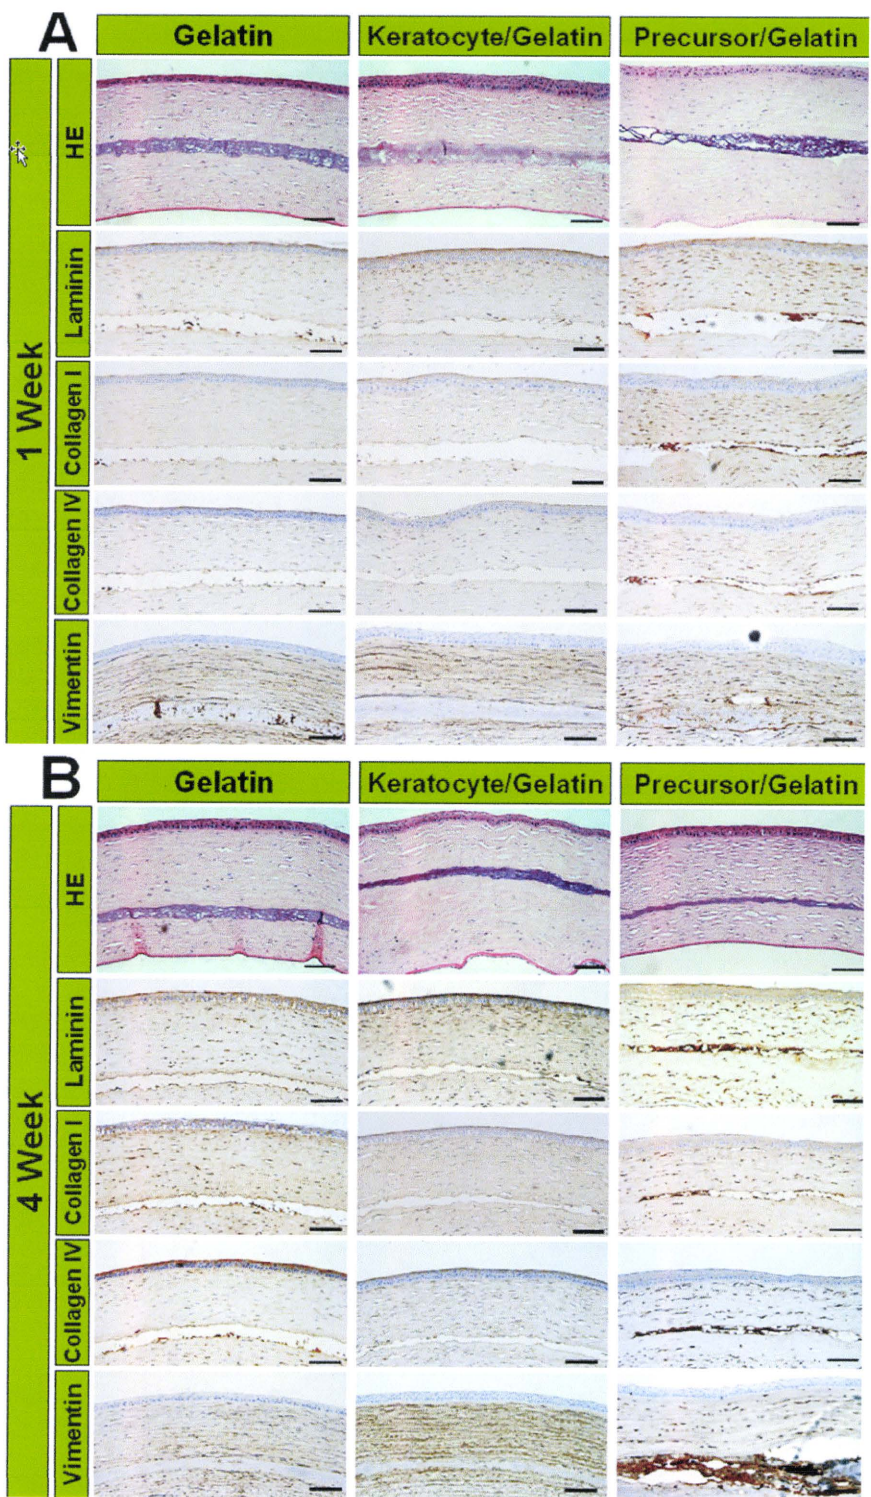 A
Gelatin
Keratocyte/Gelatin
Precursor/Gelatin
1 Week
HE
Laminin
Collagen I
Collagen IV
Vimentin
B
Gelatin
Keratocyte/Gelatin
Precursor/Gelatin
4 Week
HE
Laminin
Collagen I
Collagen IV
Vimentin